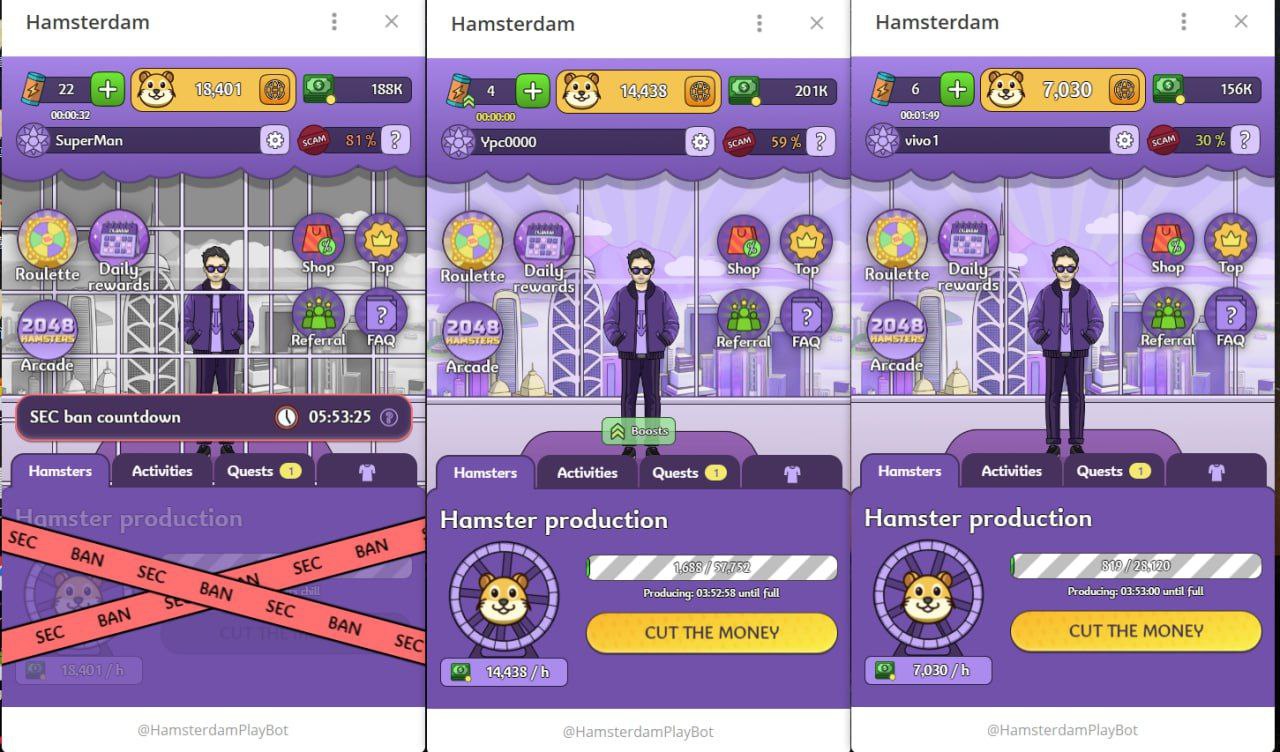 Hamsterdam
22
18,401
188K
00:00:32
SuperMan
SCAM
81 %
?
Roulette
Daily rewards
Shop
Top
2048
HAMSTERS
Arcade
Referral
?
FAQ
SEC ban countdown
05:53:25
?
Hamsters
Activities
Quests
1
Hamster production
SEC BAN SEC BAN SEC BAN SEC
SEC BAN SEC BAN SEC BAN S
CUT THE M
18,401 / h
@HamsterdamPlayBot
Hamsterdam
4
14,438
201K
00:00:00
Ypc0000
SCAM
59 %
?
Roulette
Daily rewards
Shop
Top
2048
HAMSTERS
Arcade
Referral
?
FAQ
Boosts
Hamsters
Activities
Quests
1
Hamster production
1,688 / 57,752
Producing: 03:52:58 until full
CUT THE MONEY
14,438 / h
@HamsterdamPlayBot
Hamsterdam
6
7,030
156K
00:01:49
vivo1
SCAM
30 %
?
Roulette
Daily rewards
Shop
Top
2048
HAMSTERS
Arcade
Referral
?
FAQ
Hamsters
Activities
Quests
1
Hamster production
819 / 28,120
Producing: 03:53:00 until full
CUT THE MONEY
7,030 / h
@HamsterdamPlayBot